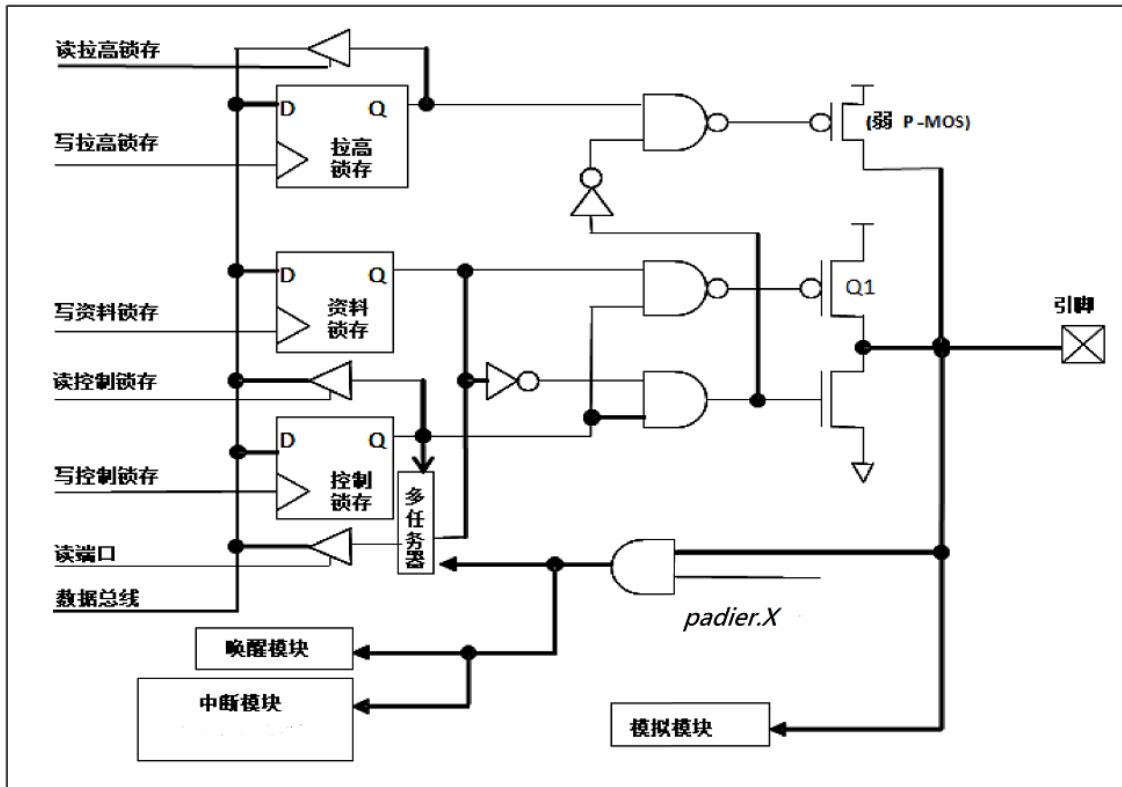 读拉高锁存
D Q
写拉高锁存
拉高
锁存
(弱 P-MOS)
D Q
写资料锁存
资料
锁存
Q1
引脚
读控制锁存
D Q
写控制锁存
控制
锁存
多
任
务
器
读端口
数据总线
padier.X
唤醒模块
中断模块
模拟模块